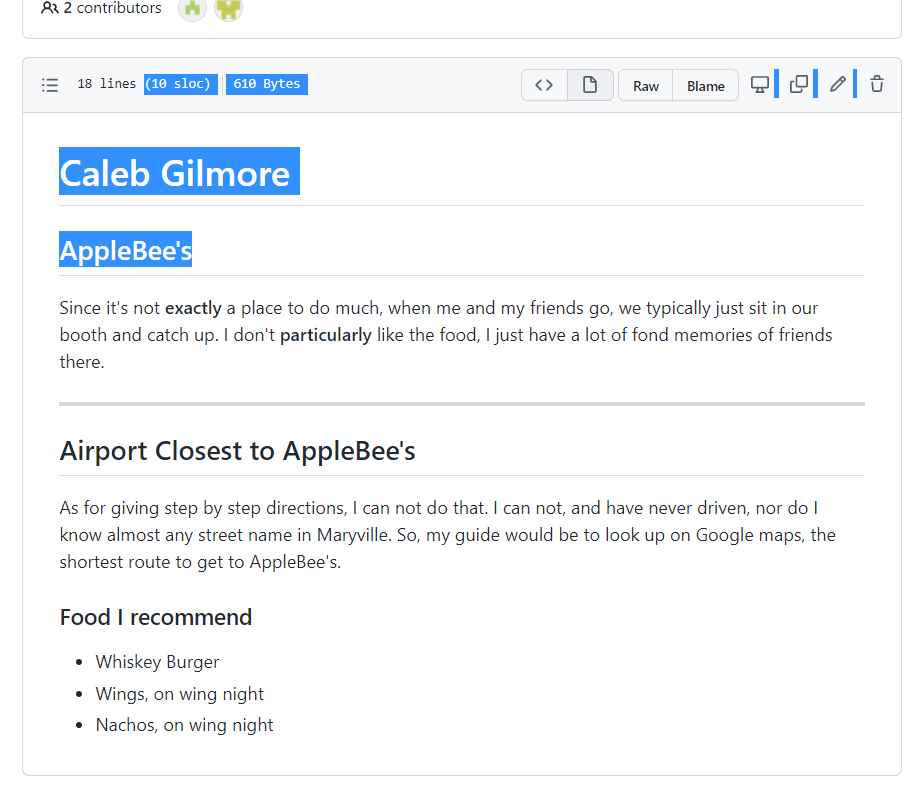 2 contributors
18 lines (10 sloc) 610 Bytes Raw Blame
Caleb Gilmore
AppleBee's
Since it's not exactly a place to do much, when me and my friends go, we typically just sit in our
booth and catch up. I don't particularly like the food, I just have a lot of fond memories of friends
there.
Airport Closest to AppleBee's
As for giving step by step directions, I can not do that. I can not, and have never driven, nor do I
know almost any street name in Maryville. So, my guide would be to look up on Google maps, the
shortest route to get to AppleBee's.
Food I recommend
• Whiskey Burger
• Wings, on wing night
• Nachos, on wing night